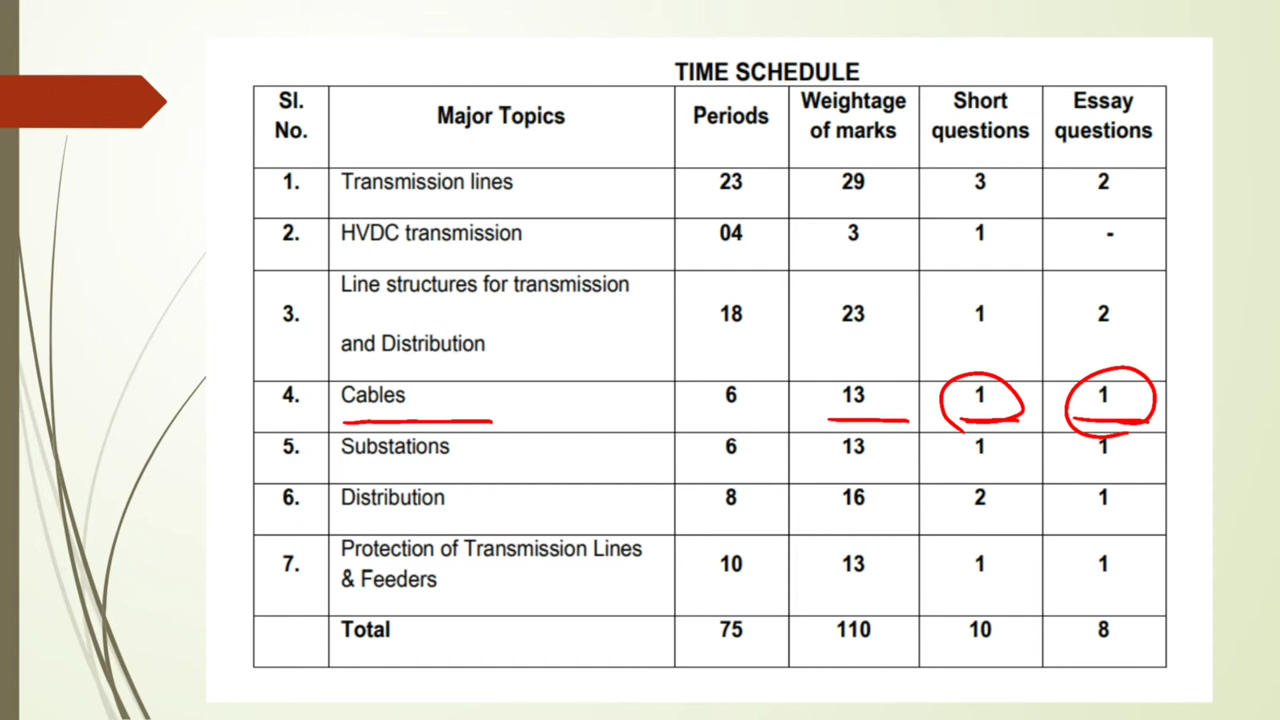 TIME SCHEDULE
Sl. No. Major Topics Periods Weightage of marks Short questions Essay questions
1. Transmission lines 23 29 3 2
2. HVDC transmission 04 3 1 -
3. Line structures for transmission and Distribution 18 23 1 2
4. Cables 6 13 1 1
5. Substations 6 13 1 1
6. Distribution 8 16 2 1
7. Protection of Transmission Lines & Feeders 10 13 1 1
Total 75 110 10 8